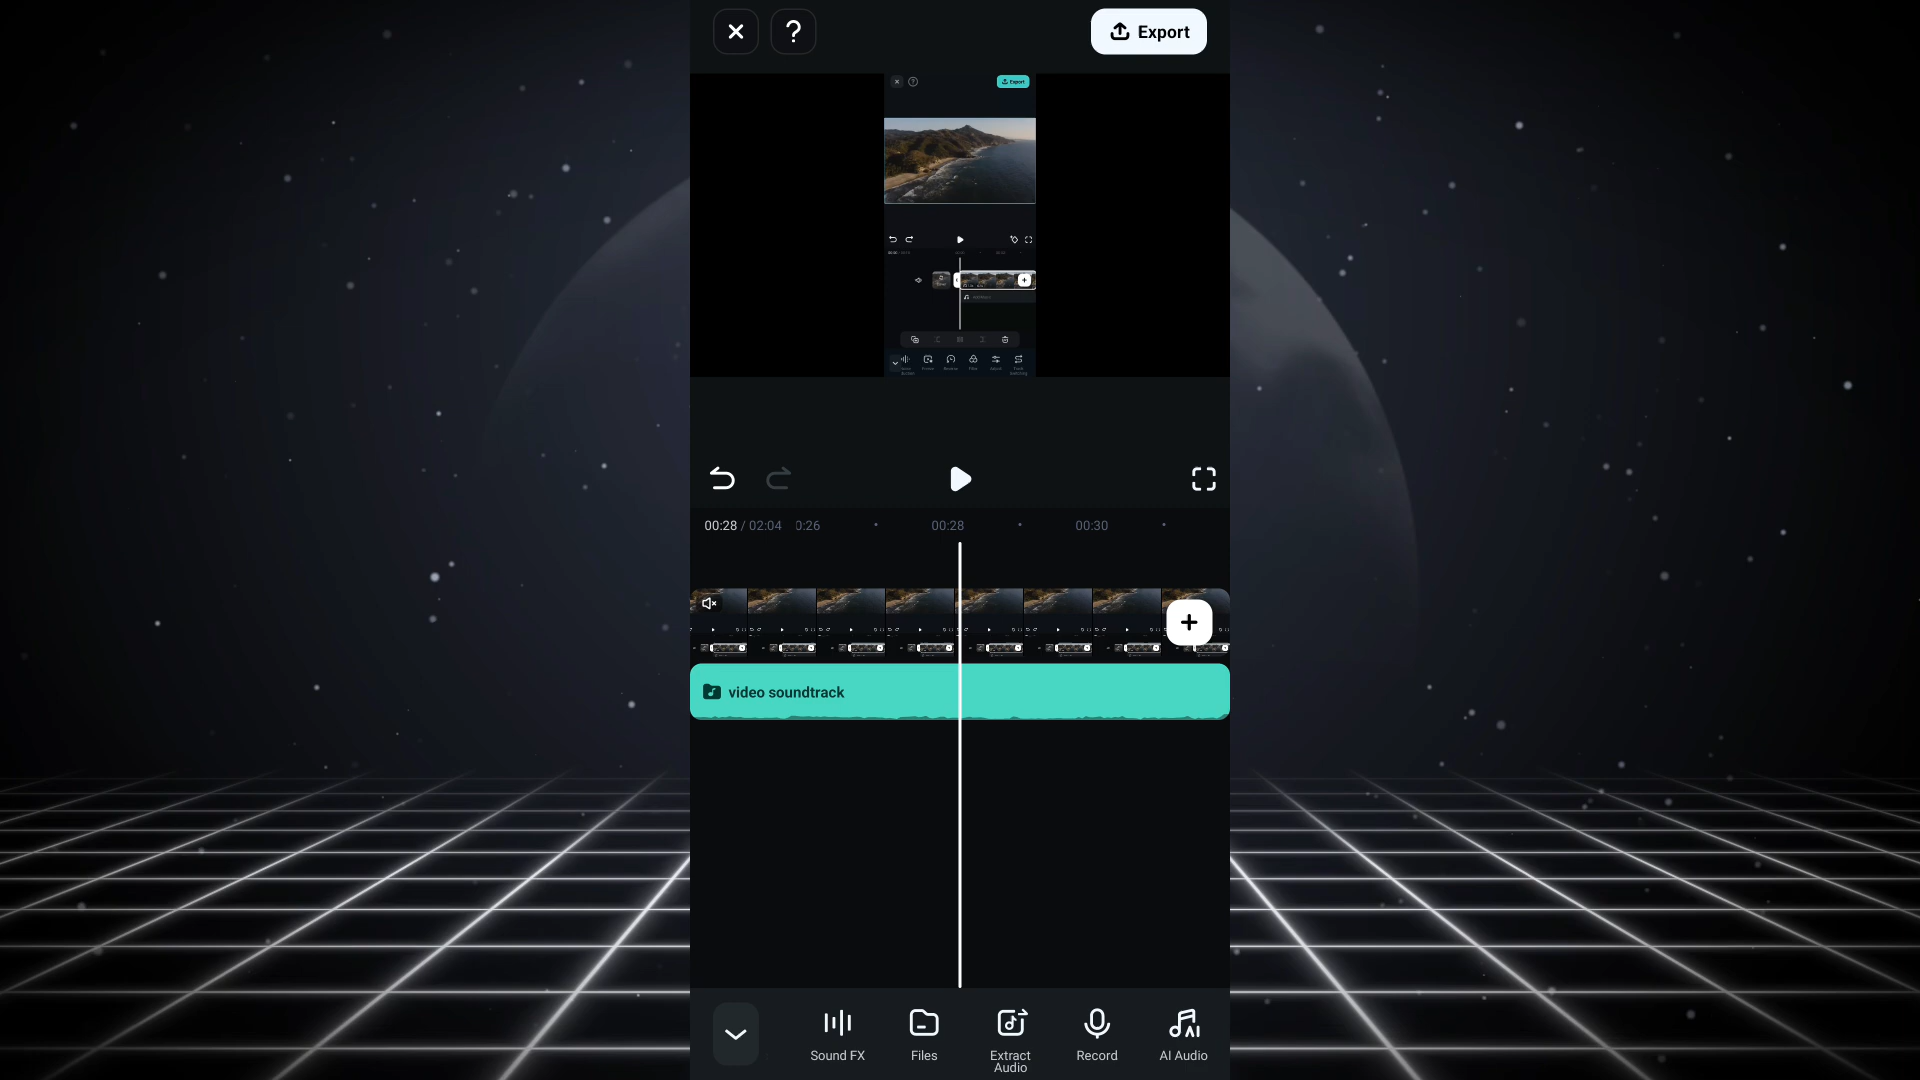 Export
Export
00:28 / 02:04 0:26 00:28 00:30
video soundtrack
Sound FX
Files
Extract
Audio
Record
AI Audio